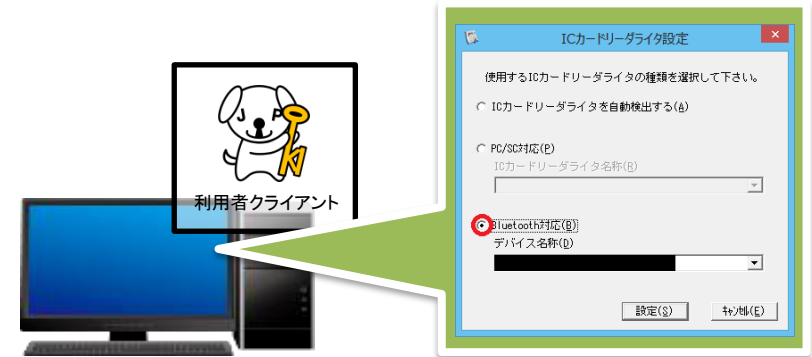 J P
KI
利用者クライアント
ICカードリーダライタ設定
使用するICカードリーダライタの種類を選択して下さい。
ICカードリーダライタを自動検出する(A)
PC/SC対応(P)
ICカードリーダライタ名称(R)
Bluetooth対応(B)
デバイス名称(D)
設定(S)
ｷｬﾝｾﾙ(E)